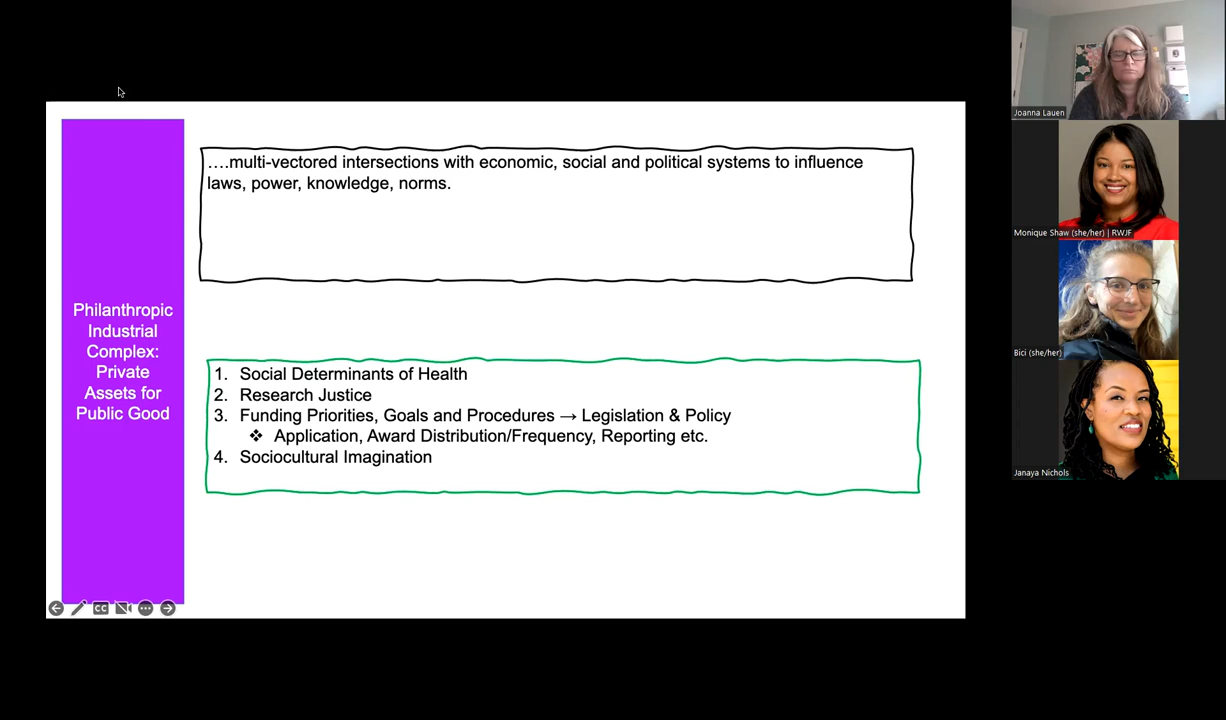 Philanthropic
Industrial
Complex:
Private
Assets for
Public Good
….multi-vectored intersections with economic, social and political systems to influence
laws, power, knowledge, norms.
1. Social Determinants of Health
2. Research Justice
3. Funding Priorities, Goals and Procedures → Legislation & Policy
❖ Application, Award Distribution/Frequency, Reporting etc.
4. Sociocultural Imagination
CC
Joanna Lauen
Monique Shaw (she/her) | RWJF
Bici (she/her)
Janaya Nichols